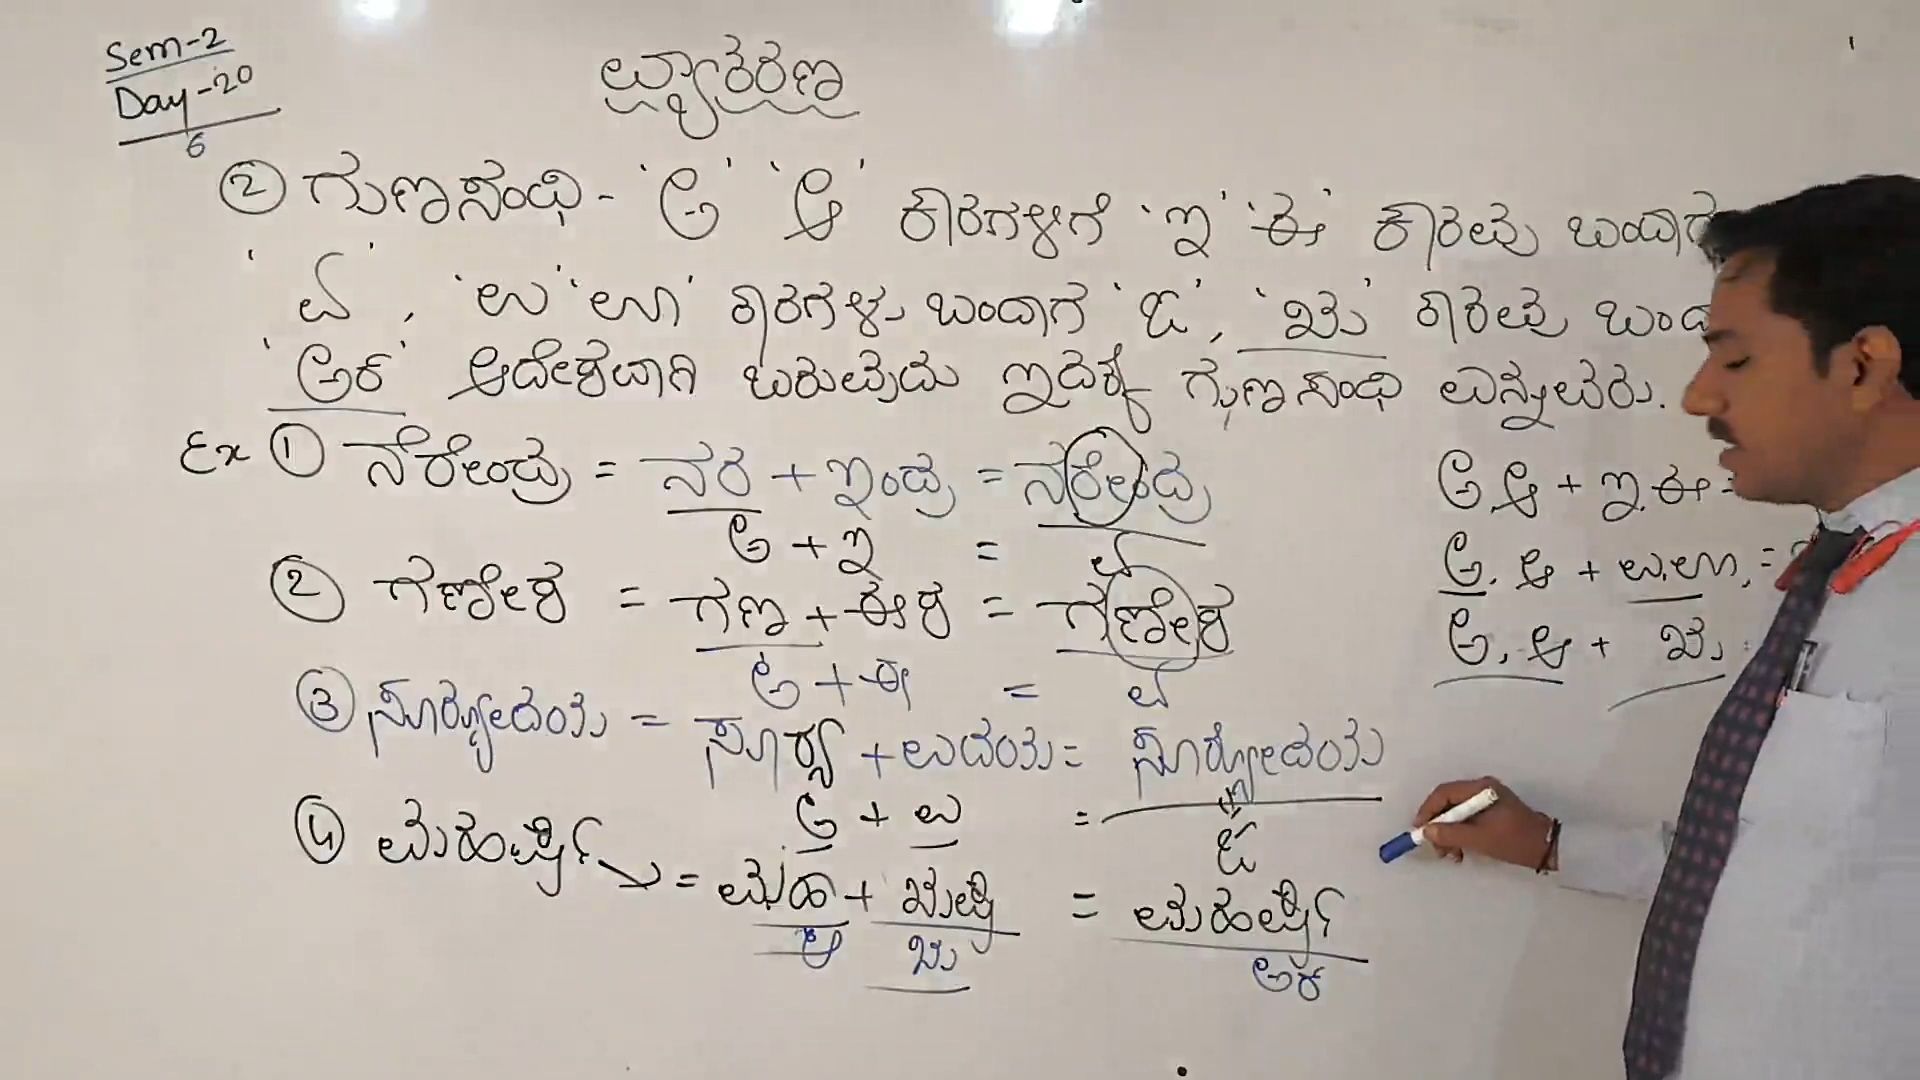 Sem-2
Day-20
6
ವ್ಯಾಕರಣ
② ಗುಣಸಂಧಿ - 'ಅ' 'ಆ' ಕಾರಗಳಿಗೆ 'ಇ' 'ಈ' ಕಾರವು ಬಂದಾಗ
'ಏ', 'ಉ' 'ಊ' ಕಾರಗಳು ಬಂದಾಗ 'ಓ', 'ಋ' ಕಾರವು
'ಅರ' ಆದೇಶವಾಗಿ ಬರುವುದು ಇದಕ್ಕೆ ಗುಣಸಂಧಿ ಎನ್ನುವರು.
Ex ① ನರೇಂದ್ರ = ನರ + ಇಂದ್ರ = ನರೇಂದ್ರ
ಅ + ಇ = ಏ
② ಗಣೇಶ = ಗಣ + ಈಶ = ಗಣೇಶ
ಅ + ಈ = ಏ
③ ಸೂರ್ಯೋದಯ = ಸೂರ್ಯ + ಉದಯ = ಸೂರ್ಯೋದಯ
ಅ + ಉ = ಓ
④ ಮಹರ್ಷಿ = ಮಹಾ + ಋಷಿ = ಮಹರ್ಷಿ
ಆ ಋ ಅರ
ಅ, ಆ + ಇ, ಈ =
ಅ, ಆ + ಉ, ಊ, =
ಅ, ಆ + ಋ